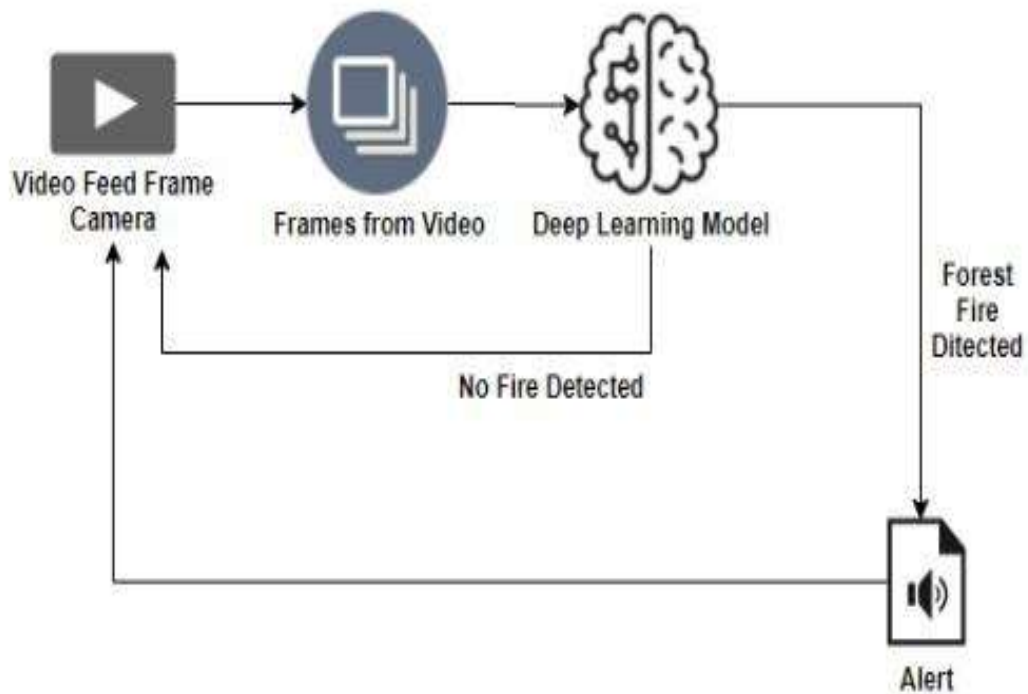 Video Feed Frame
Camera
Frames from Video
Deep Learning Model
Forest
Fire
Ditected
No Fire Detected
Alert